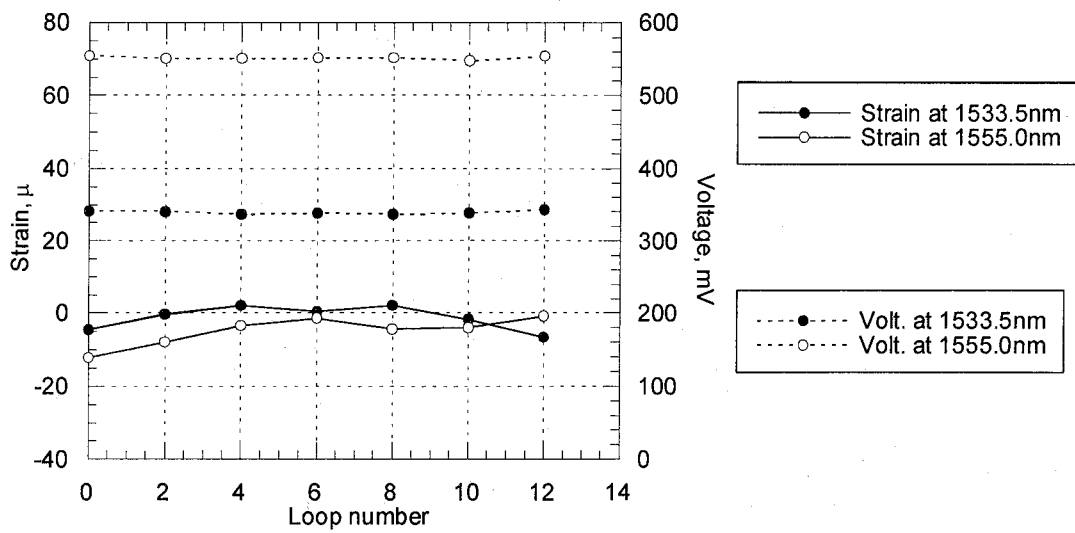 80
60
40
20
0
-20
-40
Strain, μ
600
500
400
300
200
100
0
Voltage, mV
0 2 4 6 8 10 12 14
Loop number
Strain at 1533.5nm
Strain at 1555.0nm
Volt. at 1533.5nm
Volt. at 1555.0nm